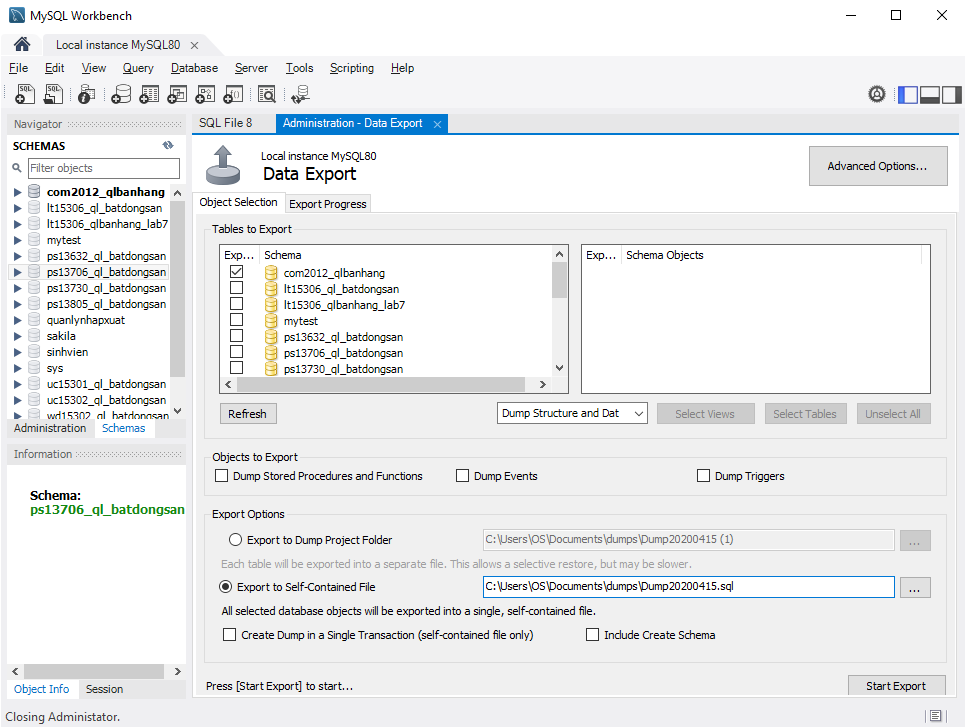 MySQL Workbench
Local instance MySQL80
File Edit View Query Database Server Tools Scripting Help
Navigator
SCHEMAS
Filter objects
com2012_qlbanhang
lt15306_ql_batdongsan
lt15306_qlbanhang_lab7
mytest
ps13632_ql_batdongsan
ps13706_ql_batdongsan
ps13730_ql_batdongsan
ps13805_ql_batdongsan
quanlynhapxuat
sakila
sinhvien
sys
uc15301_ql_batdongsan
uc15302_ql_batdongsan
wd15302_ql_batdongsan
Administration Schemas
Information
Schema:
ps13706_ql_batdongsan
Object Info Session
SQL File 8 Administration - Data Export
Local instance MySQL80
Data Export
Advanced Options...
Object Selection Export Progress
Tables to Export
Exp... Schema
com2012_qlbanhang
lt15306_ql_batdongsan
lt15306_qlbanhang_lab7
mytest
ps13632_ql_batdongsan
ps13706_ql_batdongsan
ps13730_ql_batdongsan
Exp... Schema Objects
Refresh Dump Structure and Dat Select Views Select Tables Unselect All
Objects to Export
Dump Stored Procedures and Functions Dump Events Dump Triggers
Export Options
Export to Dump Project Folder C:\Users\OS\Documents\dumps\Dump20200415 (1) ...
Each table will be exported into a separate file. This allows a selective restore, but may be slower.
Export to Self-Contained File C:\Users\OS\Documents\dumps\Dump20200415.sql ...
All selected database objects will be exported into a single, self-contained file.
Create Dump in a Single Transaction (self-contained file only) Include Create Schema
Press [Start Export] to start... Start Export
Closing Administator.